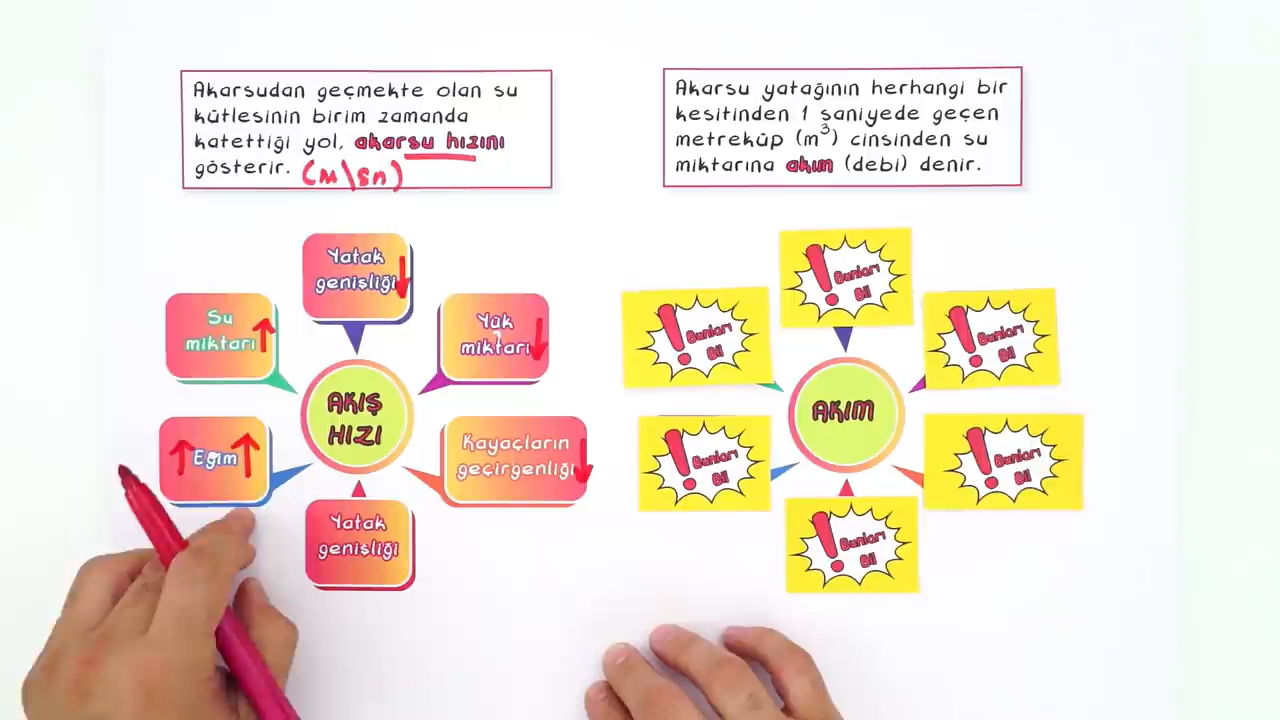 Akarsudan geçmekte olan su
kütlesinin birim zamanda
katettiği yol, akarsu hızını
gösterir. (M\Sn)
Akarsu yatağının herhangi bir
kesitinden 1 saniyede geçen
metreküp (m³) cinsinden su
miktarına akım (debi) denir.
Yatak
genişliği
Su
miktarı
Yük
miktarı
AKIŞ
HIZI
Eğim
Kayaçların
geçirgenliği
Yatak
genişliği
! Bunları
Bil
! Bunları
Bil
! Bunları
Bil
AKIM
! Bunları
Bil
! Bunları
Bil
! Bunları
Bil